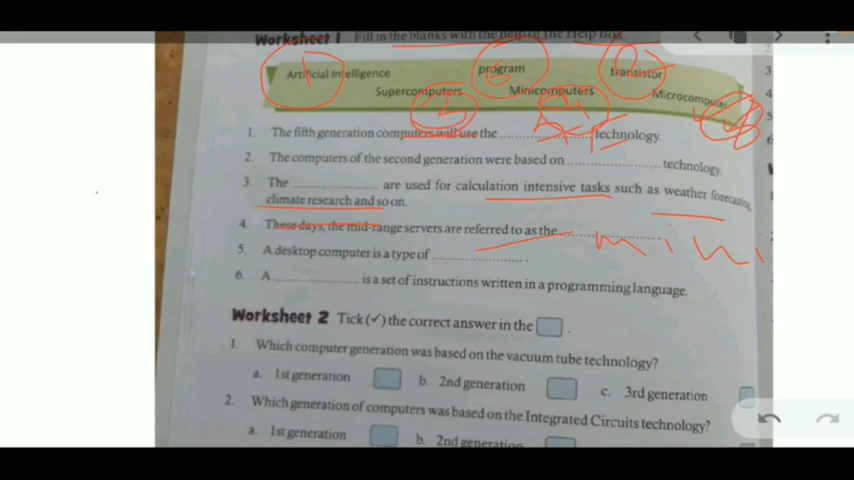 Worksheet 1 Fill in the blanks with the help of the Help Box
Artificial Intelligence program transistor
Supercomputers Minicomputers Microcomputer
1. The fifth generation computers will use the .................... technology.
2. The computers of the second generation were based on .................... technology.
3. The .................... are used for calculation intensive tasks such as weather forecasting,
climate research and so on.
4. These days, the mid-range servers are referred to as the ....................
mini
5. A desktop computer is a type of .................... .
6. A .................... is a set of instructions written in a programming language.
Worksheet 2 Tick (✓) the correct answer in the
1. Which computer generation was based on the vacuum tube technology?
a. 1st generation b. 2nd generation c. 3rd generation
2. Which generation of computers was based on the Integrated Circuits technology?
a. 1st generation b. 2nd generation